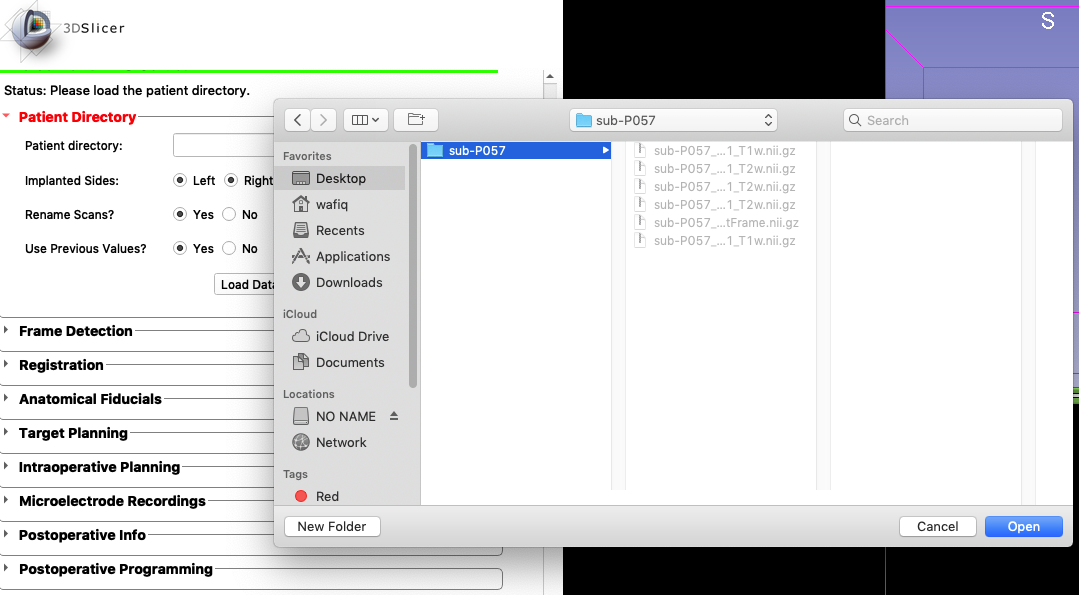 3DSlicer
S
Status: Please load the patient directory.
Patient Directory
Patient directory:
Implanted Sides: Left Right
Rename Scans? Yes No
Use Previous Values? Yes No
Load Data
Frame Detection
Registration
Anatomical Fiducials
Target Planning
Intraoperative Planning
Microelectrode Recordings
Postoperative Info
Postoperative Programming
sub-P057
Search
Favorites
Desktop
wafiq
Recents
Applications
Downloads
iCloud
iCloud Drive
Documents
Locations
NO NAME
Network
Tags
Red
sub-P057
sub-P057_...1_T1w.nii.gz
sub-P057_...1_T2w.nii.gz
sub-P057_...1_T2w.nii.gz
sub-P057_...1_T2w.nii.gz
sub-P057_...tFrame.nii.gz
sub-P057_...1_T1w.nii.gz
New Folder
Cancel
Open